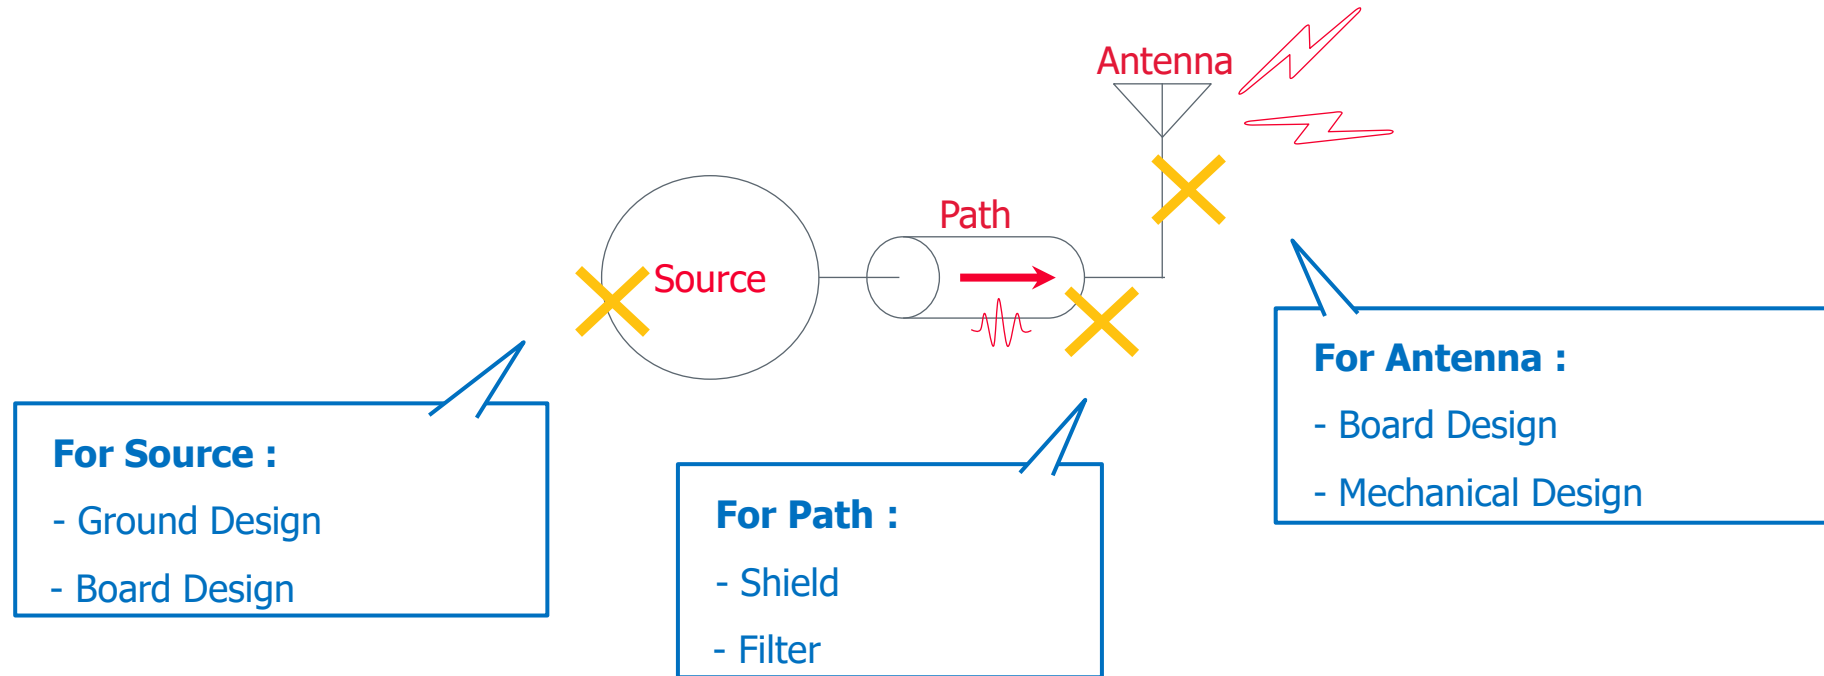 Antenna
Path
Source
For Source :
- Ground Design
- Board Design
For Path :
- Shield
- Filter
For Antenna :
- Board Design
- Mechanical Design